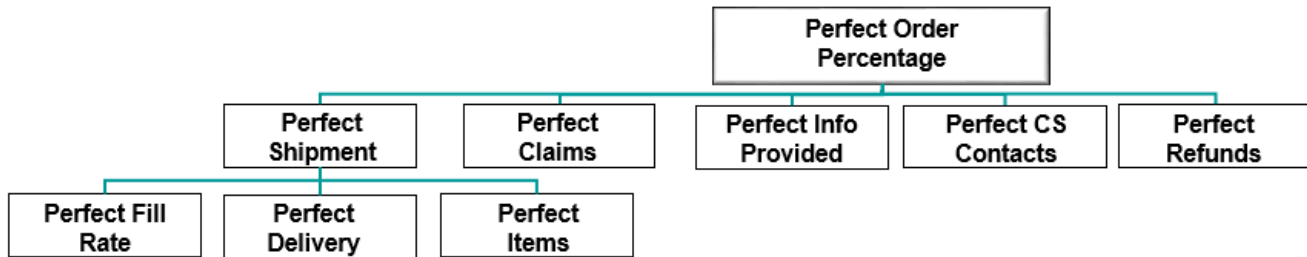 Perfect Order
Percentage
Perfect
Shipment
Perfect
Claims
Perfect Info
Provided
Perfect CS
Contacts
Perfect
Refunds
Perfect Fill
Rate
Perfect
Delivery
Perfect
Items